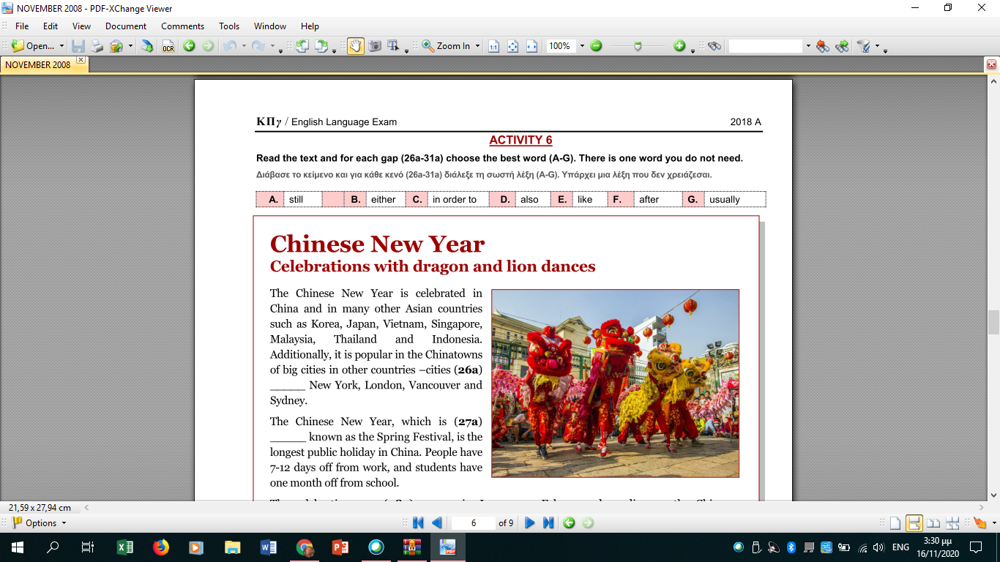 NOVEMBER 2008 - PDF-XChange Viewer
File Edit View Document Comments Tools Window Help
Open... OCR Zoom In 1:1 100%
NOVEMBER 2008
ΚΠγ / English Language Exam 2018 A
ACTIVITY 6
Read the text and for each gap (26a-31a) choose the best word (A-G). There is one word you do not need.
Διάβασε το κείμενο και για κάθε κενό (26a-31a) διάλεξε τη σωστή λέξη (A-G). Υπάρχει μια λέξη που δεν χρειάζεσαι.
A. still B. either C. in order to D. also E. like F. after G. usually
Chinese New Year
Celebrations with dragon and lion dances
The Chinese New Year is celebrated in
China and in many other Asian countries
such as Korea, Japan, Vietnam, Singapore,
Malaysia, Thailand and Indonesia.
Additionally, it is popular in the Chinatowns
of big cities in other countries –cities (26a)
_____ New York, London, Vancouver and
Sydney.
The Chinese New Year, which is (27a)
_____ known as the Spring Festival, is the
longest public holiday in China. People have
7-12 days off from work, and students have
one month off from school.
21,59 x 27,94 cm
Options 6 of 9
ENG 3:30 μμ
16/11/2020